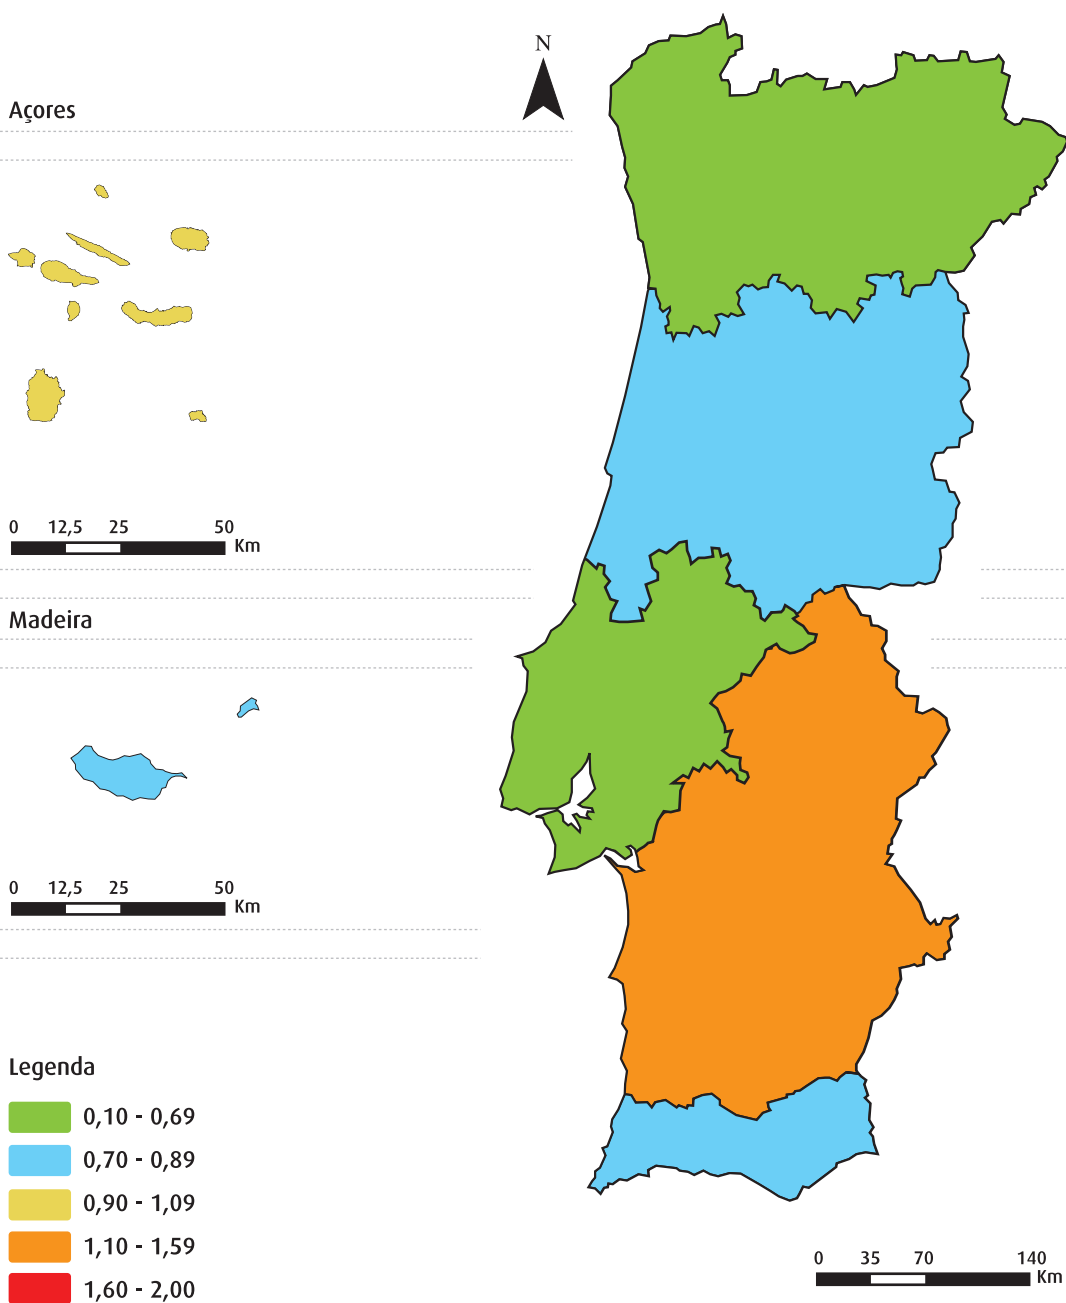 N
Açores
0 12,5 25 50
Km
Madeira
0 12,5 25 50
Km
Legenda
0,10 - 0,69
0,70 - 0,89
0,90 - 1,09
1,10 - 1,59
1,60 - 2,00
0 35 70 140
Km